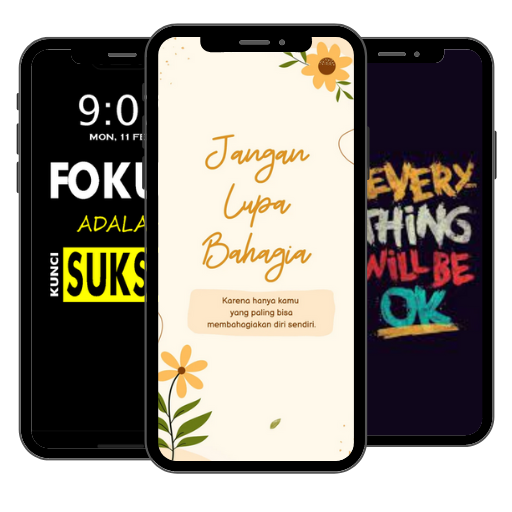 9:0
MON, 11 FE
FOKU
ADALA
KUNCI
SUKS
Jangan
Lupa
Bahagia
Karena hanya kamu
yang paling bisa
membahagiakan diri sendiri.
EVERY
THING
WILL BE
OK